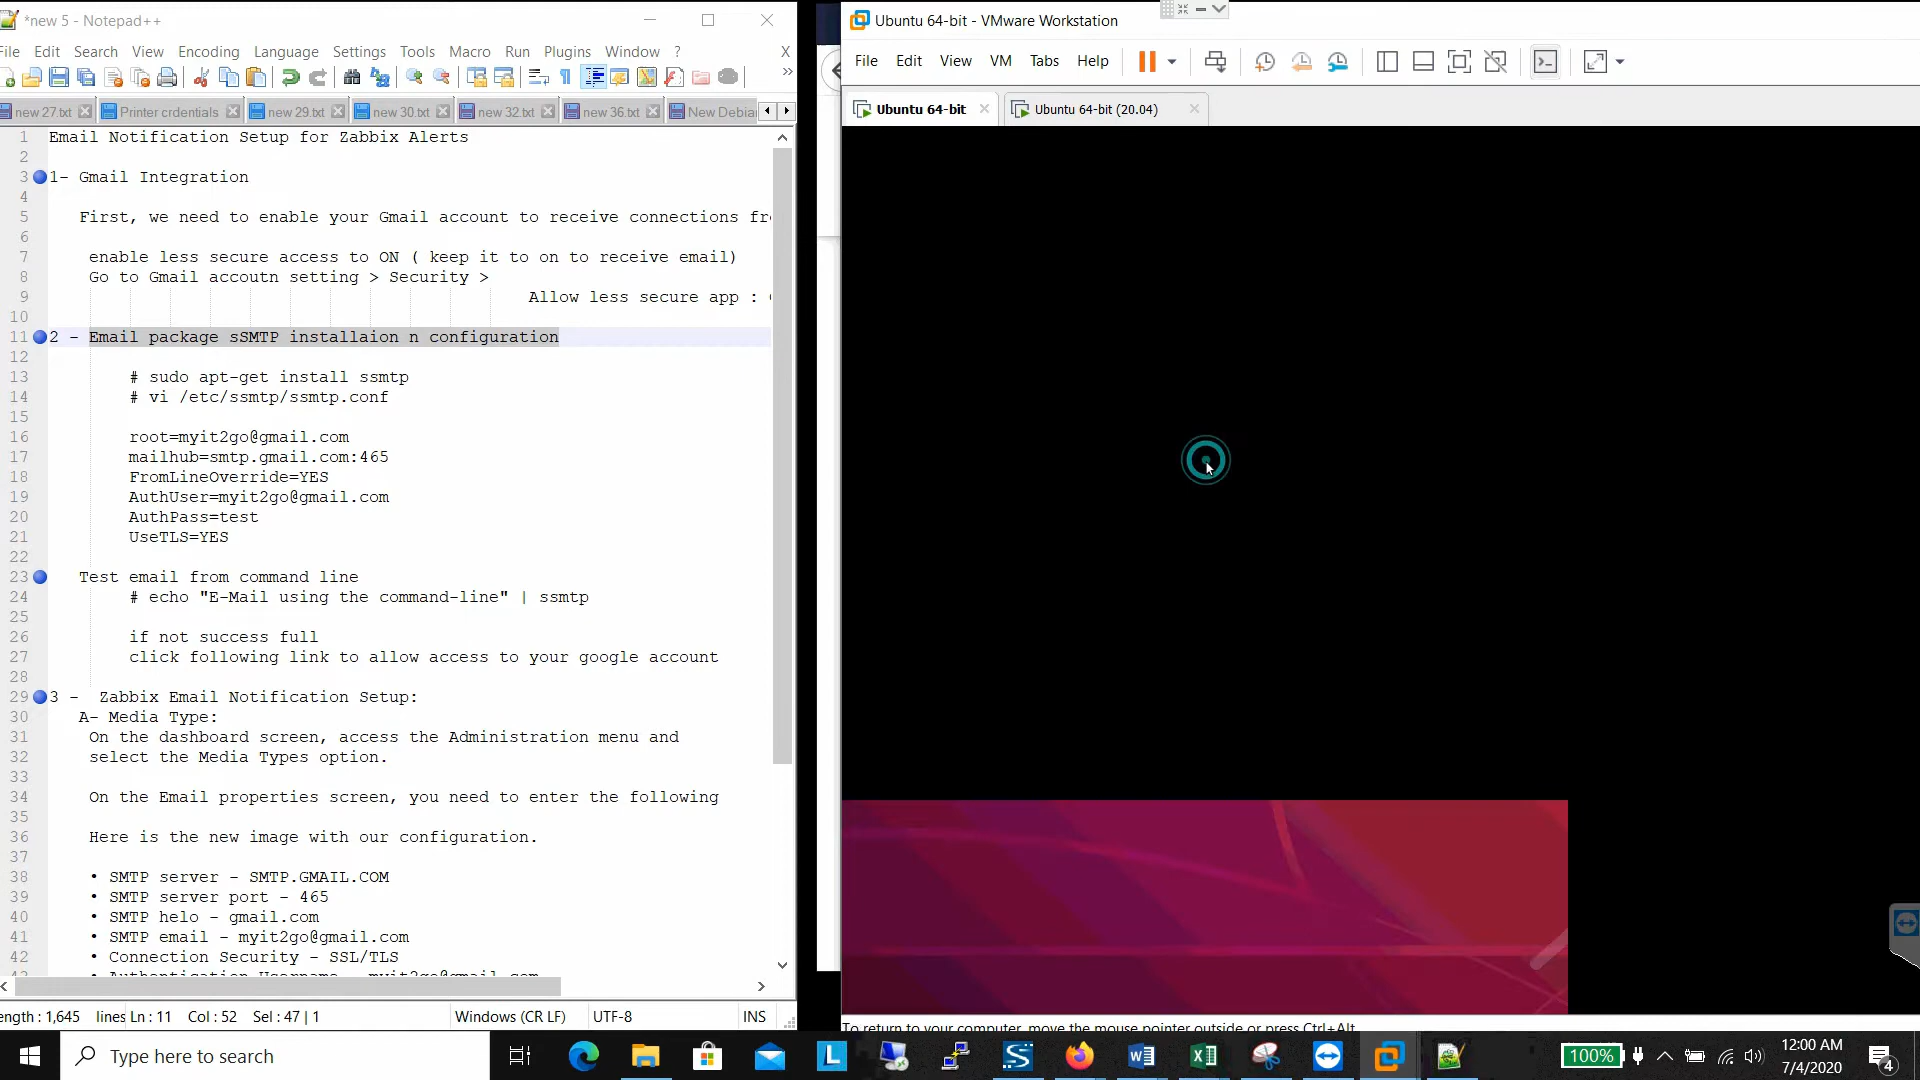 *new 5 - Notepad++
File Edit Search View Encoding Language Settings Tools Macro Run Plugins Window ? X
new 27.txt Printer crdentials new 29.txt new 30.txt new 32.txt new 36.txt New Debia
1 Email Notification Setup for Zabbix Alerts
2
3 1- Gmail Integration
4
5 First, we need to enable your Gmail account to receive connections fr
6
7 enable less secure access to ON ( keep it to on to receive email)
8 Go to Gmail accoutn setting > Security >
9 Allow less secure app :
10
11 2 - Email package sSMTP installaion n configuration
12
13 # sudo apt-get install ssmtp
14 # vi /etc/ssmtp/ssmtp.conf
15
16 root=myit2go@gmail.com
17 mailhub=smtp.gmail.com:465
18 FromLineOverride=YES
19 AuthUser=myit2go@gmail.com
20 AuthPass=test
21 UseTLS=YES
22
23 Test email from command line
24 # echo "E-Mail using the command-line" | ssmtp
25
26 if not success full
27 click following link to allow access to your google account
28
29 3 - Zabbix Email Notification Setup:
30 A- Media Type:
31 On the dashboard screen, access the Administration menu and
32 select the Media Types option.
33
34 On the Email properties screen, you need to enter the following
35
36 Here is the new image with our configuration.
37
38 • SMTP server - SMTP.GMAIL.COM
39 • SMTP server port - 465
40 • SMTP helo - gmail.com
41 • SMTP email - myit2go@gmail.com
42 • Connection Security - SSL/TLS
ength : 1,645 lines Ln : 11 Col : 52 Sel : 47 | 1 Windows (CR LF) UTF-8 INS
Ubuntu 64-bit - VMware Workstation
File Edit View VM Tabs Help
Ubuntu 64-bit Ubuntu 64-bit (20.04)
To return to your computer, move the mouse pointer outside or press Ctrl+Alt.
Type here to search
100%
12:00 AM
7/4/2020
4